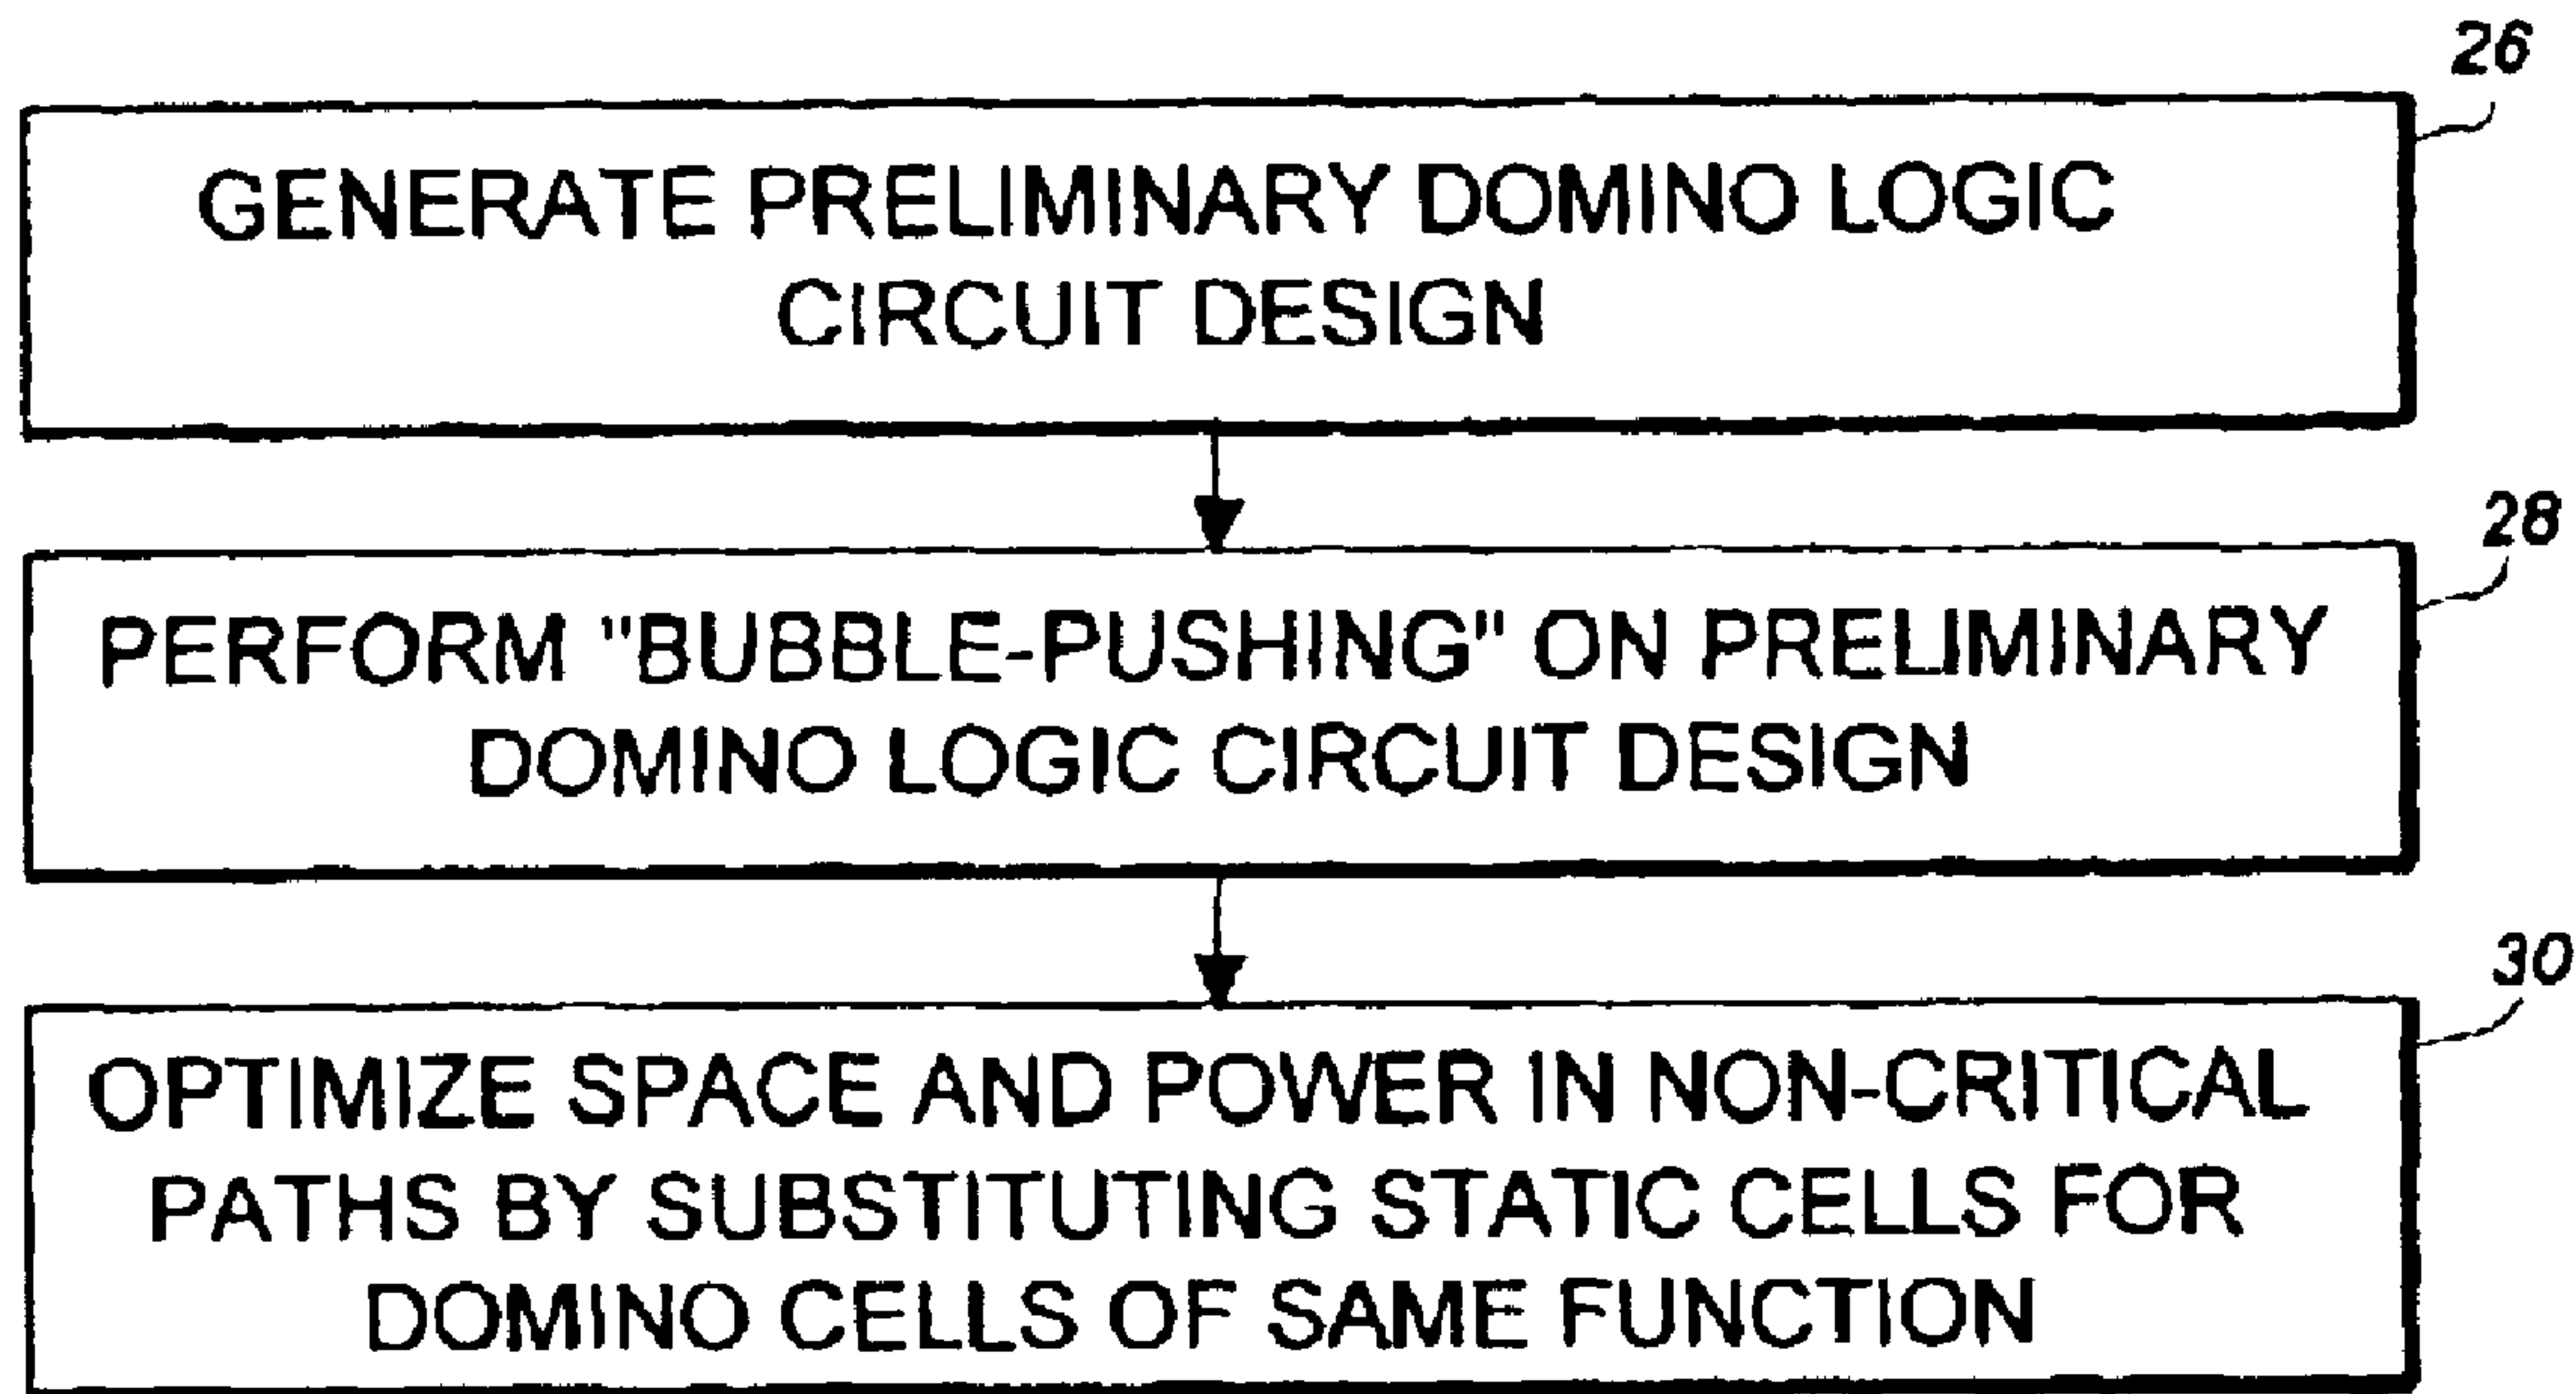 26
GENERATE PRELIMINARY DOMINO LOGIC
CIRCUIT DESIGN
28
PERFORM "BUBBLE-PUSHING" ON PRELIMINARY
DOMINO LOGIC CIRCUIT DESIGN
30
OPTIMIZE SPACE AND POWER IN NON-CRITICAL
PATHS BY SUBSTITUTING STATIC CELLS FOR
DOMINO CELLS OF SAME FUNCTION